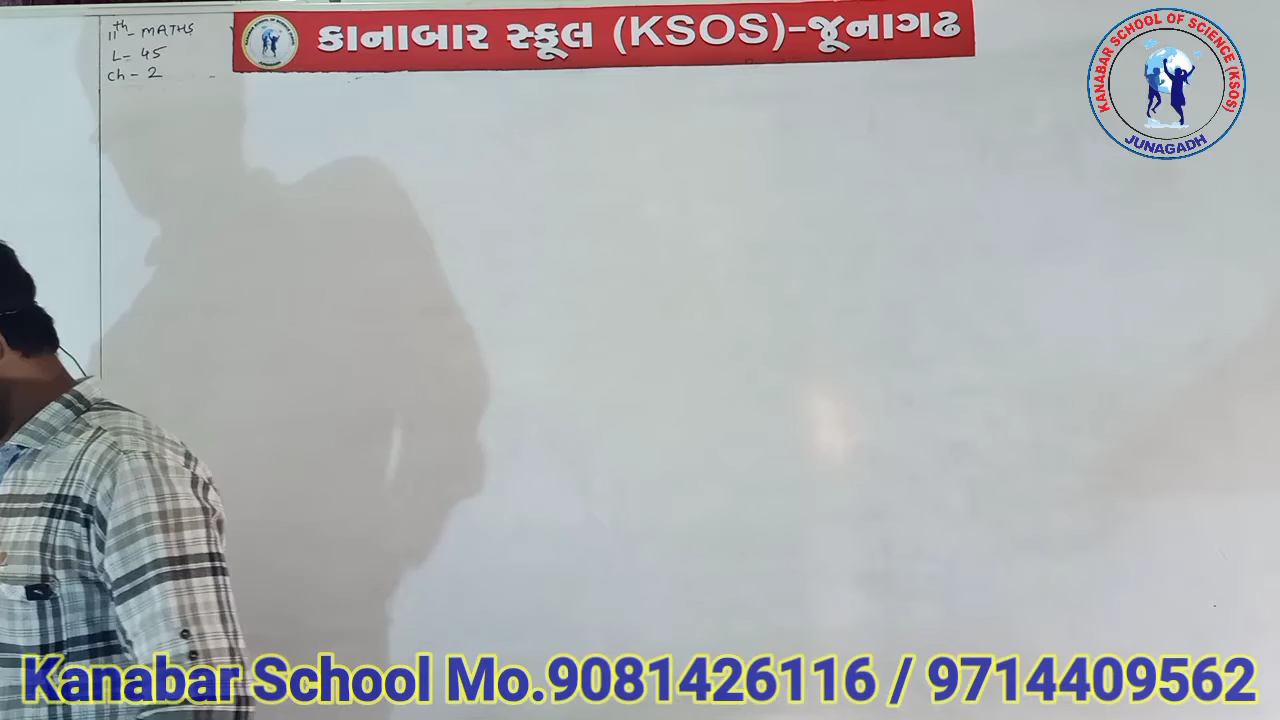 11th - MATHS
L - 45
Ch - 2
કાનાબાર સ્કૂલ (KSOS)-જૂનાગઢ
KANABAR SCHOOL OF SCIENCE (KSOS)
JUNAGADH
Kanabar School Mo.9081426116 / 9714409562